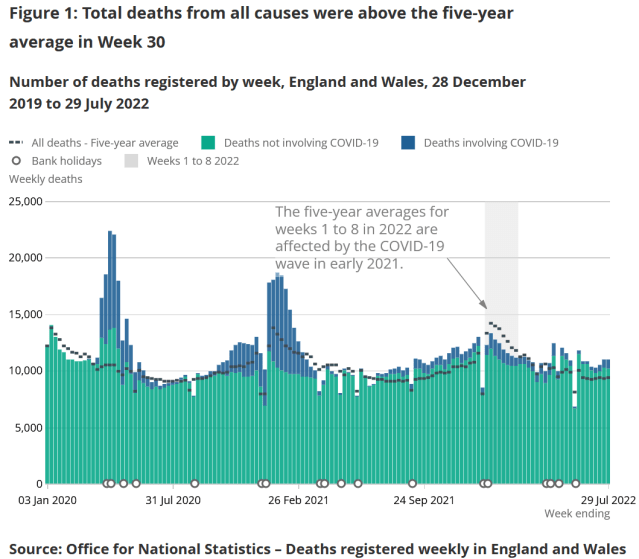 Figure 1: Total deaths from all causes were above the five-year
average in Week 30
Number of deaths registered by week, England and Wales, 28 December
2019 to 29 July 2022
All deaths - Five-year average
Deaths not involving COVID-19
Deaths involving COVID-19
Bank holidays
Weeks 1 to 8 2022
Weekly deaths
25,000
20,000
15,000
10,000
5,000
0
The five-year averages for
weeks 1 to 8 in 2022 are
affected by the COVID-19
wave in early 2021.
03 Jan 2020
31 Jul 2020
26 Feb 2021
24 Sep 2021
29 Jul 2022
Week ending
Source: Office for National Statistics – Deaths registered weekly in England and Wales